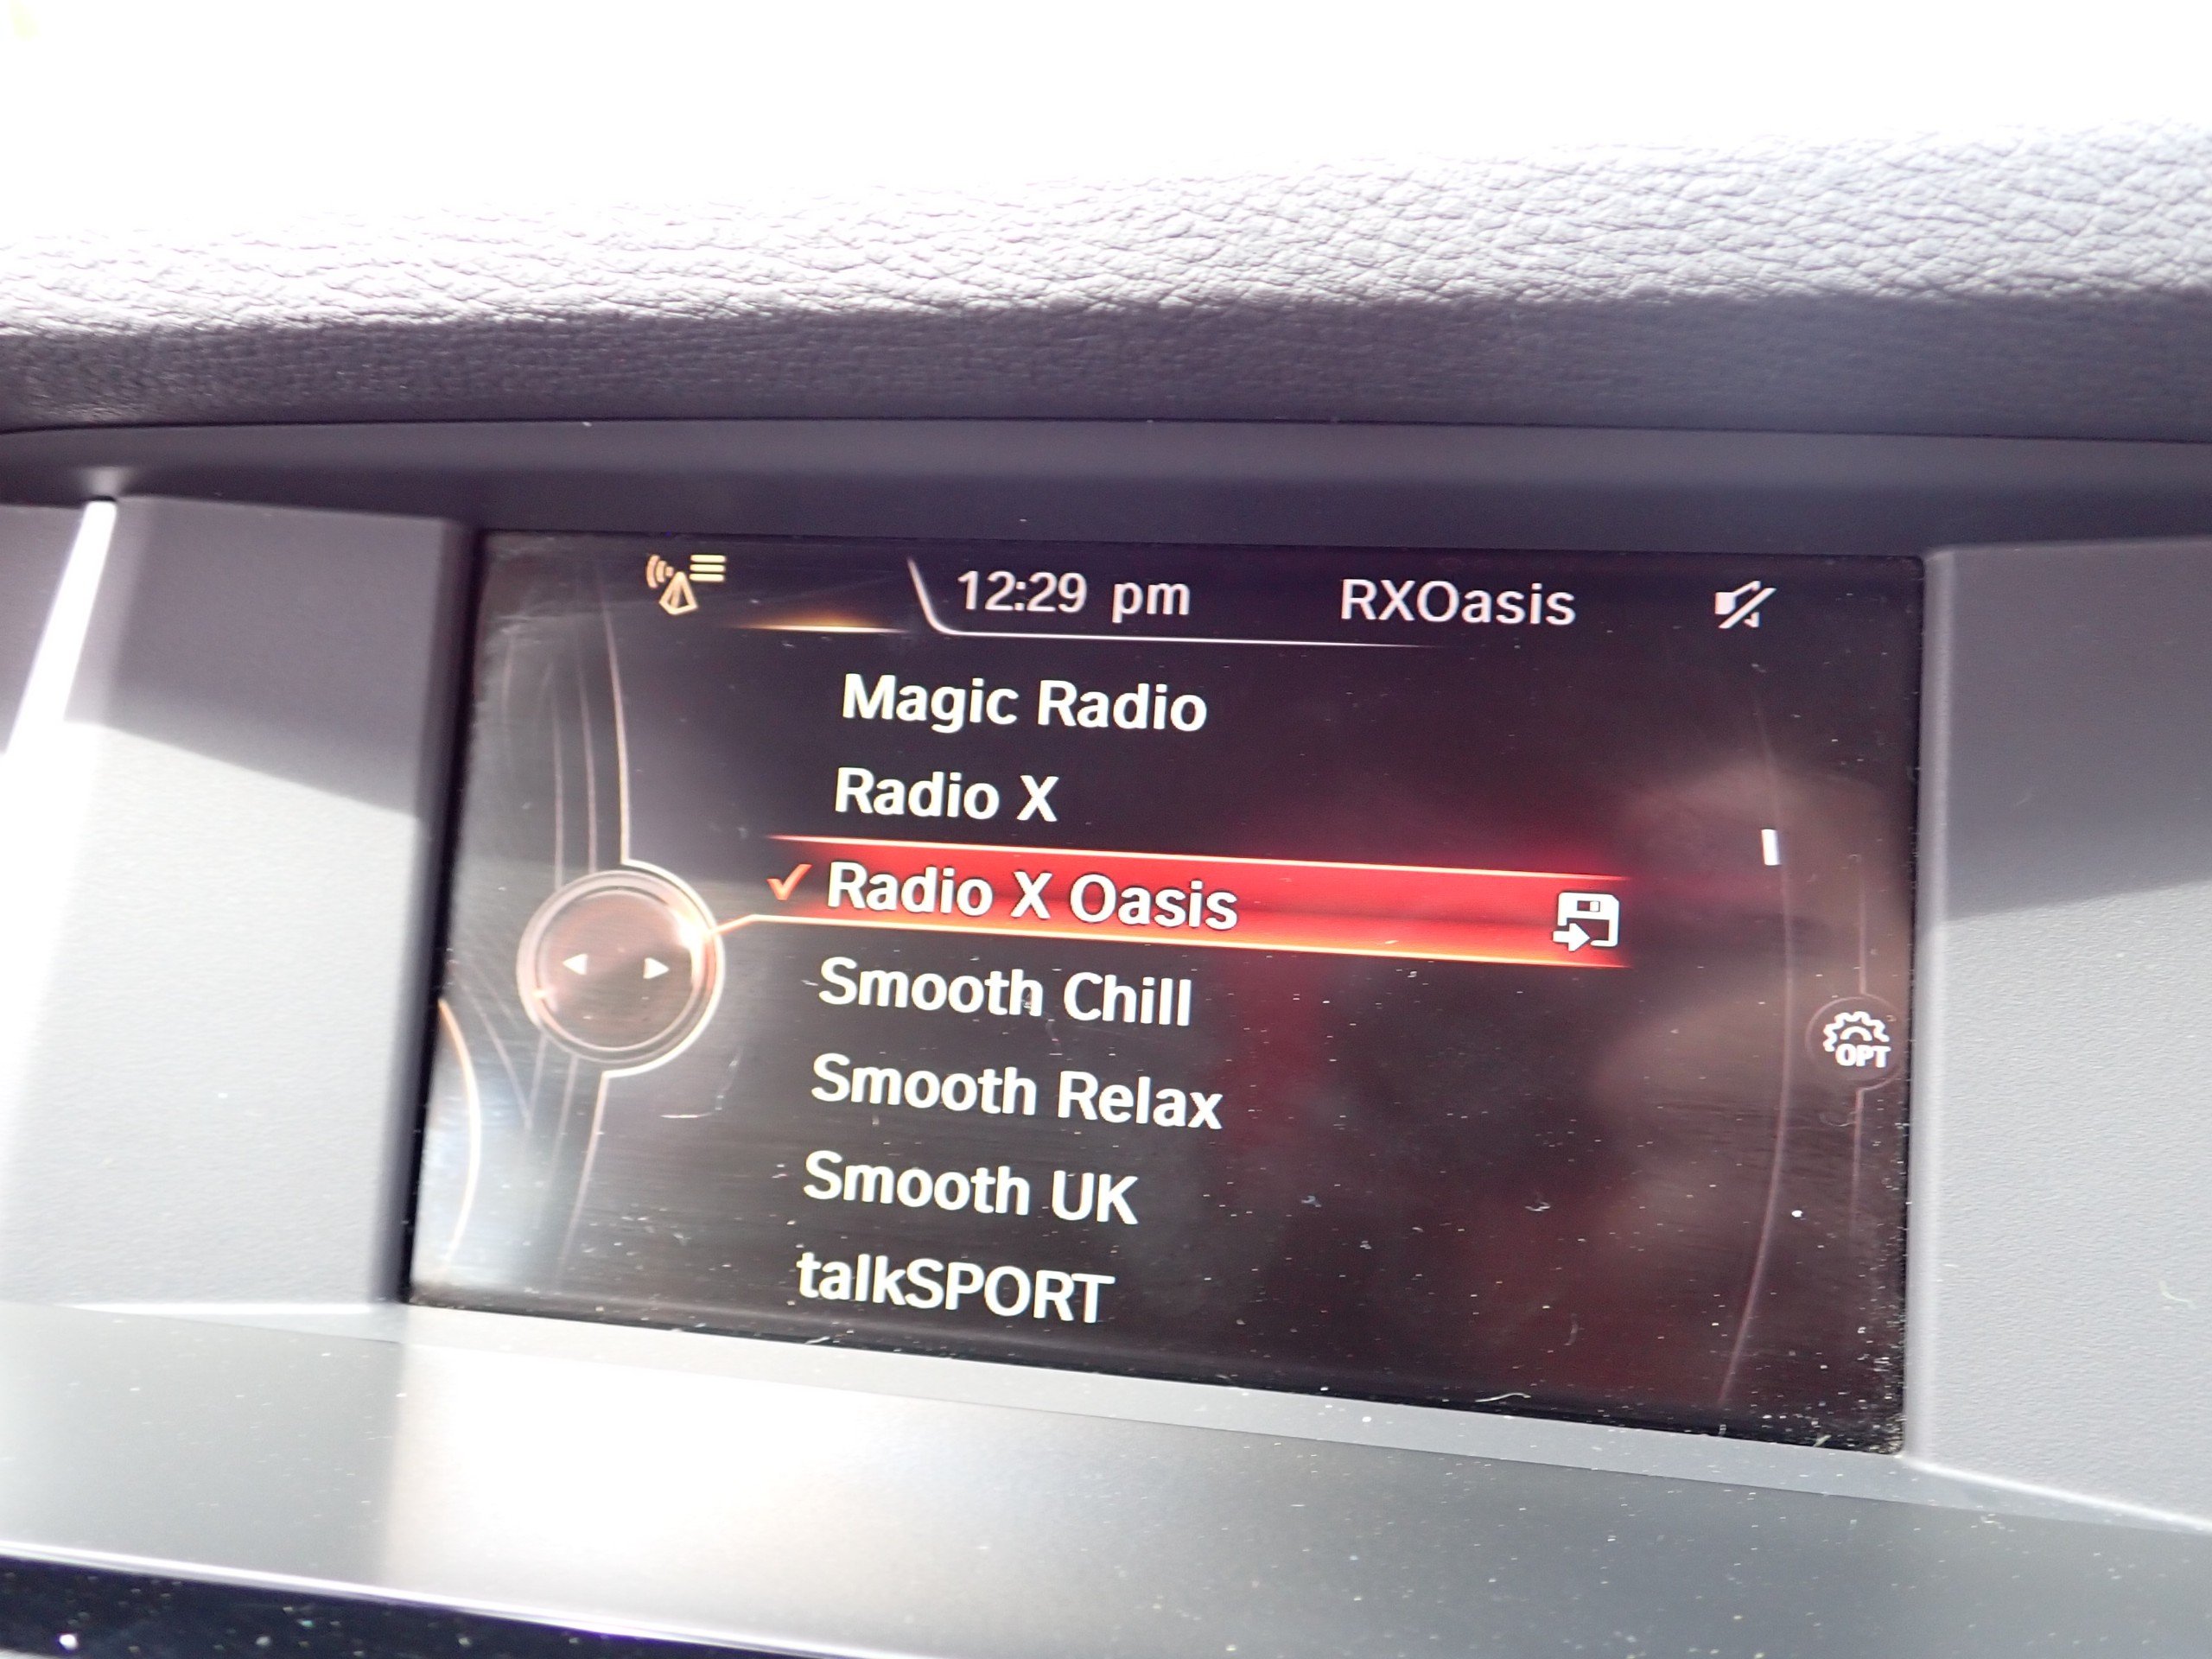 12:29 pm RXOasis
Magic Radio
Radio X
Radio X Oasis
Smooth Chill
Smooth Relax
Smooth UK
talkSPORT
OPT